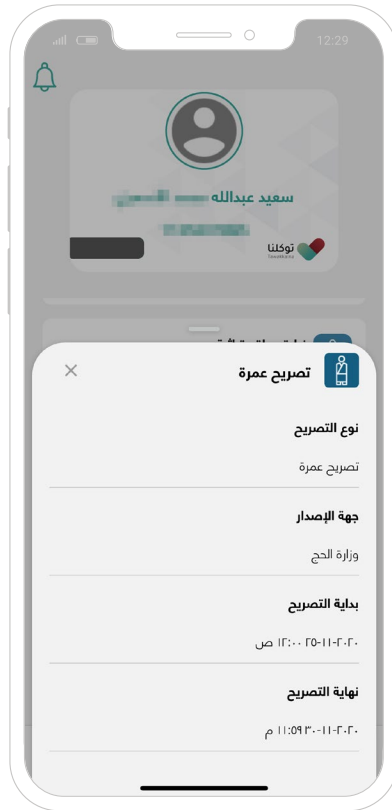 12:29
سعيد عبدالله
توكلنا
Tawakkalna
تصريح عمرة
نوع التصريح
تصريح عمرة
جهة الإصدار
وزارة الحج
بداية التصريح
٢٠٢٠-١١-٢٥ ١٢:٠٠ ص
نهاية التصريح
٢٠٢٠-١١-٣٠ ١١:٥٩ م